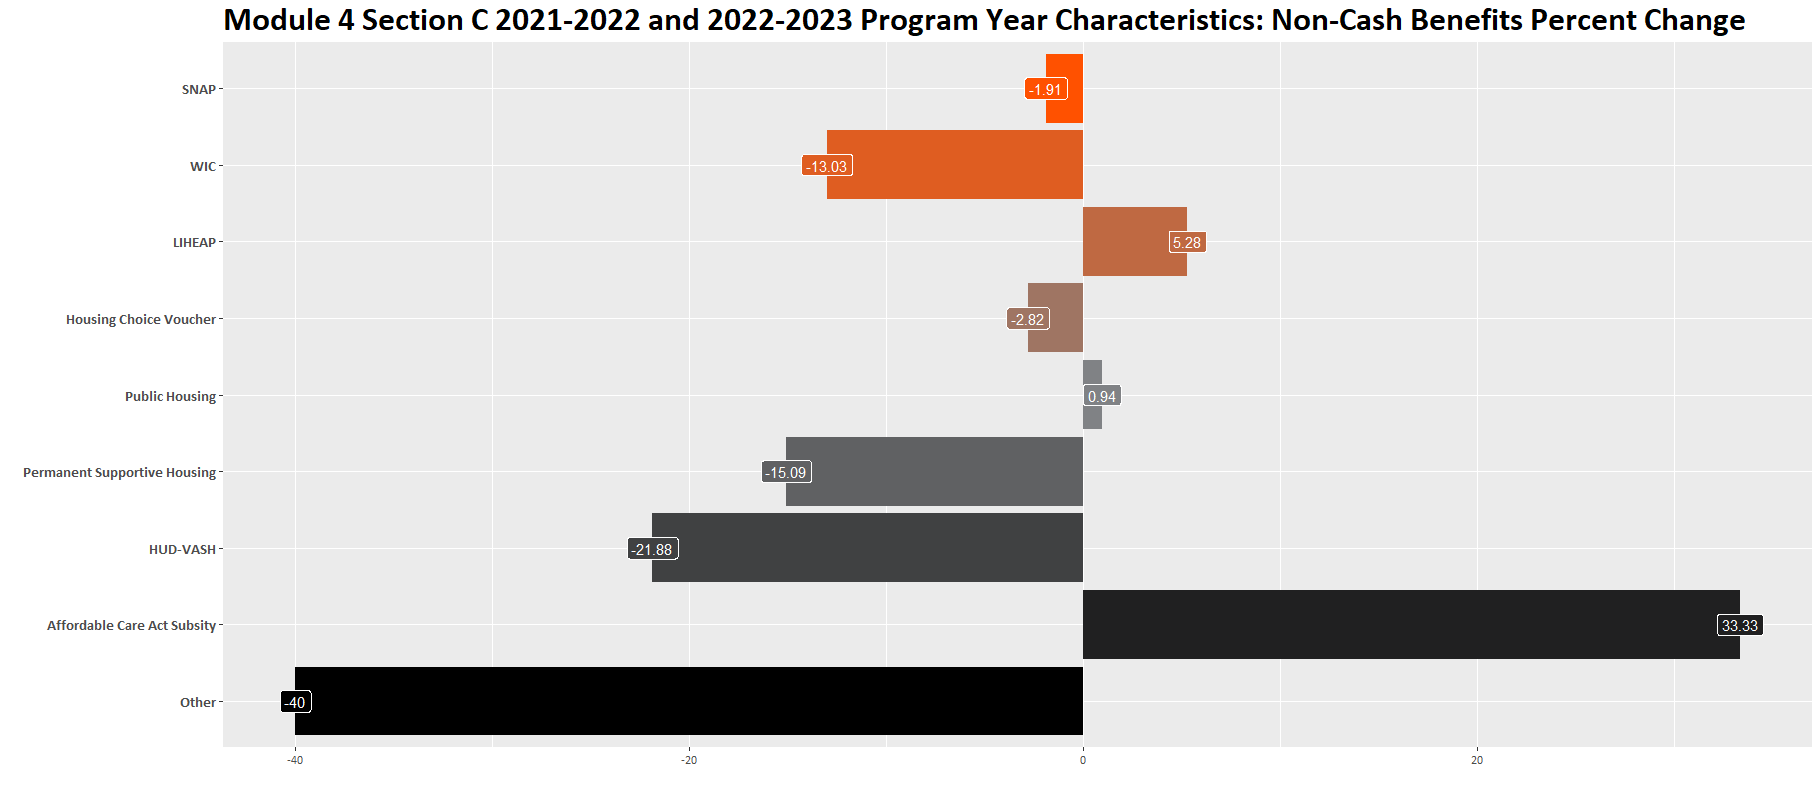 Module 4 Section C 2021-2022 and 2022-2023 Program Year Characteristics: Non-Cash Benefits Percent Change
SNAP
-1.91
WIC
-13.03
LIHEAP
5.28
Housing Choice Voucher
-2.82
Public Housing
0.94
Permanent Supportive Housing
-15.09
HUD-VASH
-21.88
Affordable Care Act Subsity
33.33
Other
-40
-40
-20
0
20